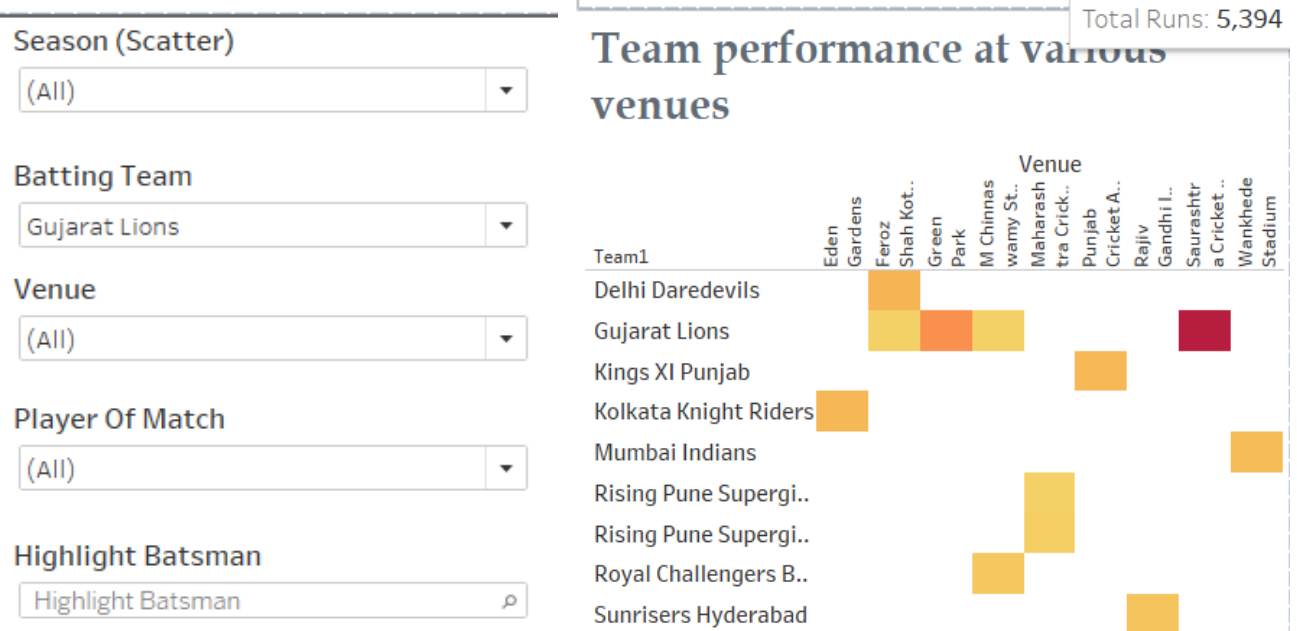 Season (Scatter)
(All)
Batting Team
Gujarat Lions
Venue
(All)
Player Of Match
(All)
Highlight Batsman
Highlight Batsman
Total Runs: 5,394
Team performance at various
venues
Venue
Team1
Eden
Gardens
Feroz
Shah Kot..
Green
Park
M Chinnas
wamy St..
Maharash
tra Crick..
Punjab
Cricket A..
Rajiv
Gandhi I..
Saurashtr
a Cricket ..
Wankhede
Stadium
Delhi Daredevils
Gujarat Lions
Kings XI Punjab
Kolkata Knight Riders
Mumbai Indians
Rising Pune Supergi..
Rising Pune Supergi..
Royal Challengers B..
Sunrisers Hyderabad